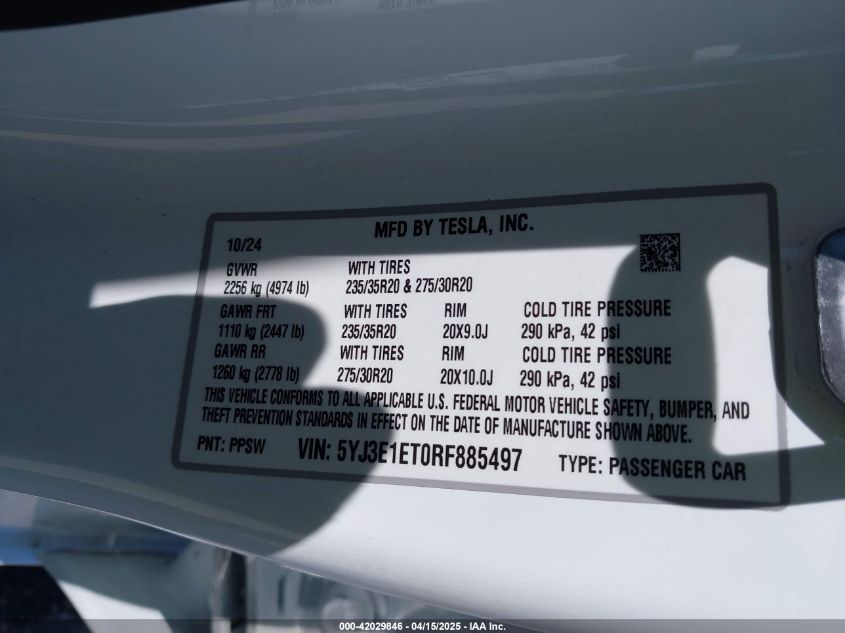 MFD BY TESLA, INC.
10/24
GVWR WITH TIRES
2256 kg (4974 lb) 235/35R20 & 275/30R20
GAWR FRT WITH TIRES RIM COLD TIRE PRESSURE
1110 kg (2447 lb) 235/35R20 20X9.0J 290 kPa, 42 psi
GAWR RR WITH TIRES RIM COLD TIRE PRESSURE
1260 kg (2778 lb) 275/30R20 20X10.0J 290 kPa, 42 psi
THIS VEHICLE CONFORMS TO ALL APPLICABLE U.S. FEDERAL MOTOR VEHICLE SAFETY, BUMPER, AND
THEFT PREVENTION STANDARDS IN EFFECT ON THE DATE OF MANUFACTURE SHOWN ABOVE.
PNT: PPSW VIN: 5YJ3E1ET0RF885497 TYPE: PASSENGER CAR
000-42029846 - 04/15/2025 - IAA Inc.